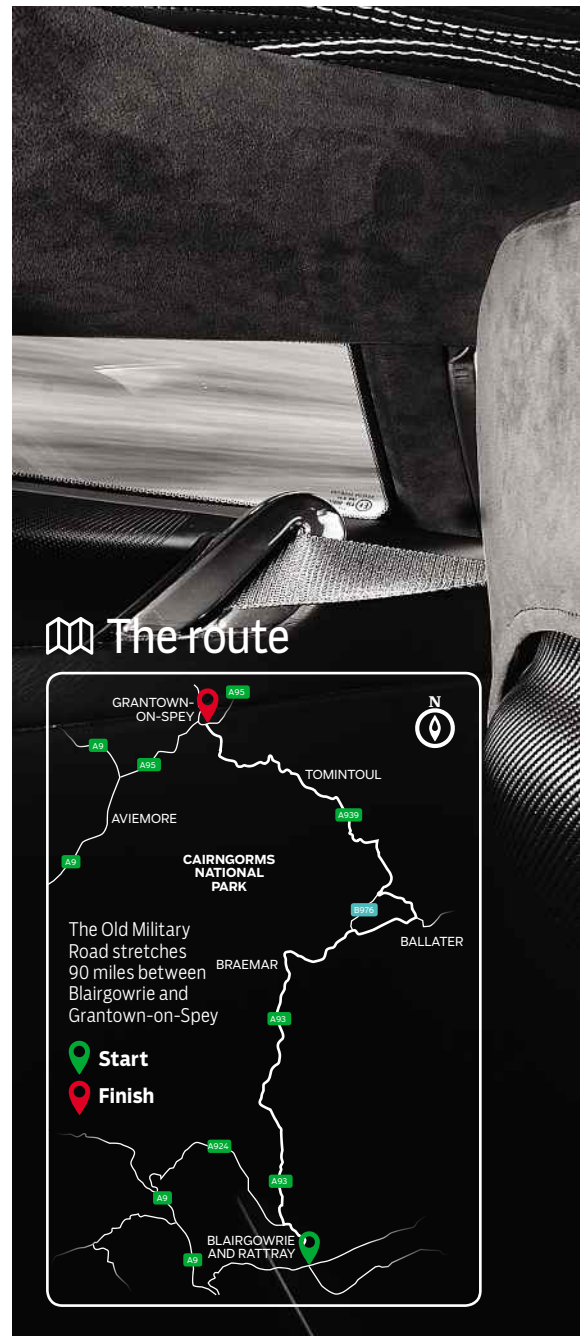 The route
A95
GRANTOWN-
ON-SPEY
N
A9
A95
TOMINTOUL
A939
AVIEMORE
A9
CAIRNGORMS
NATIONAL
PARK
B976
BALLATER
The Old Military
Road stretches
90 miles between
Blairgowrie and
Grantown-on-Spey
BRAEMAR
A93
Start
Finish
A924
A93
A9
BLAIRGOWRIE
AND RATTRAY
A9